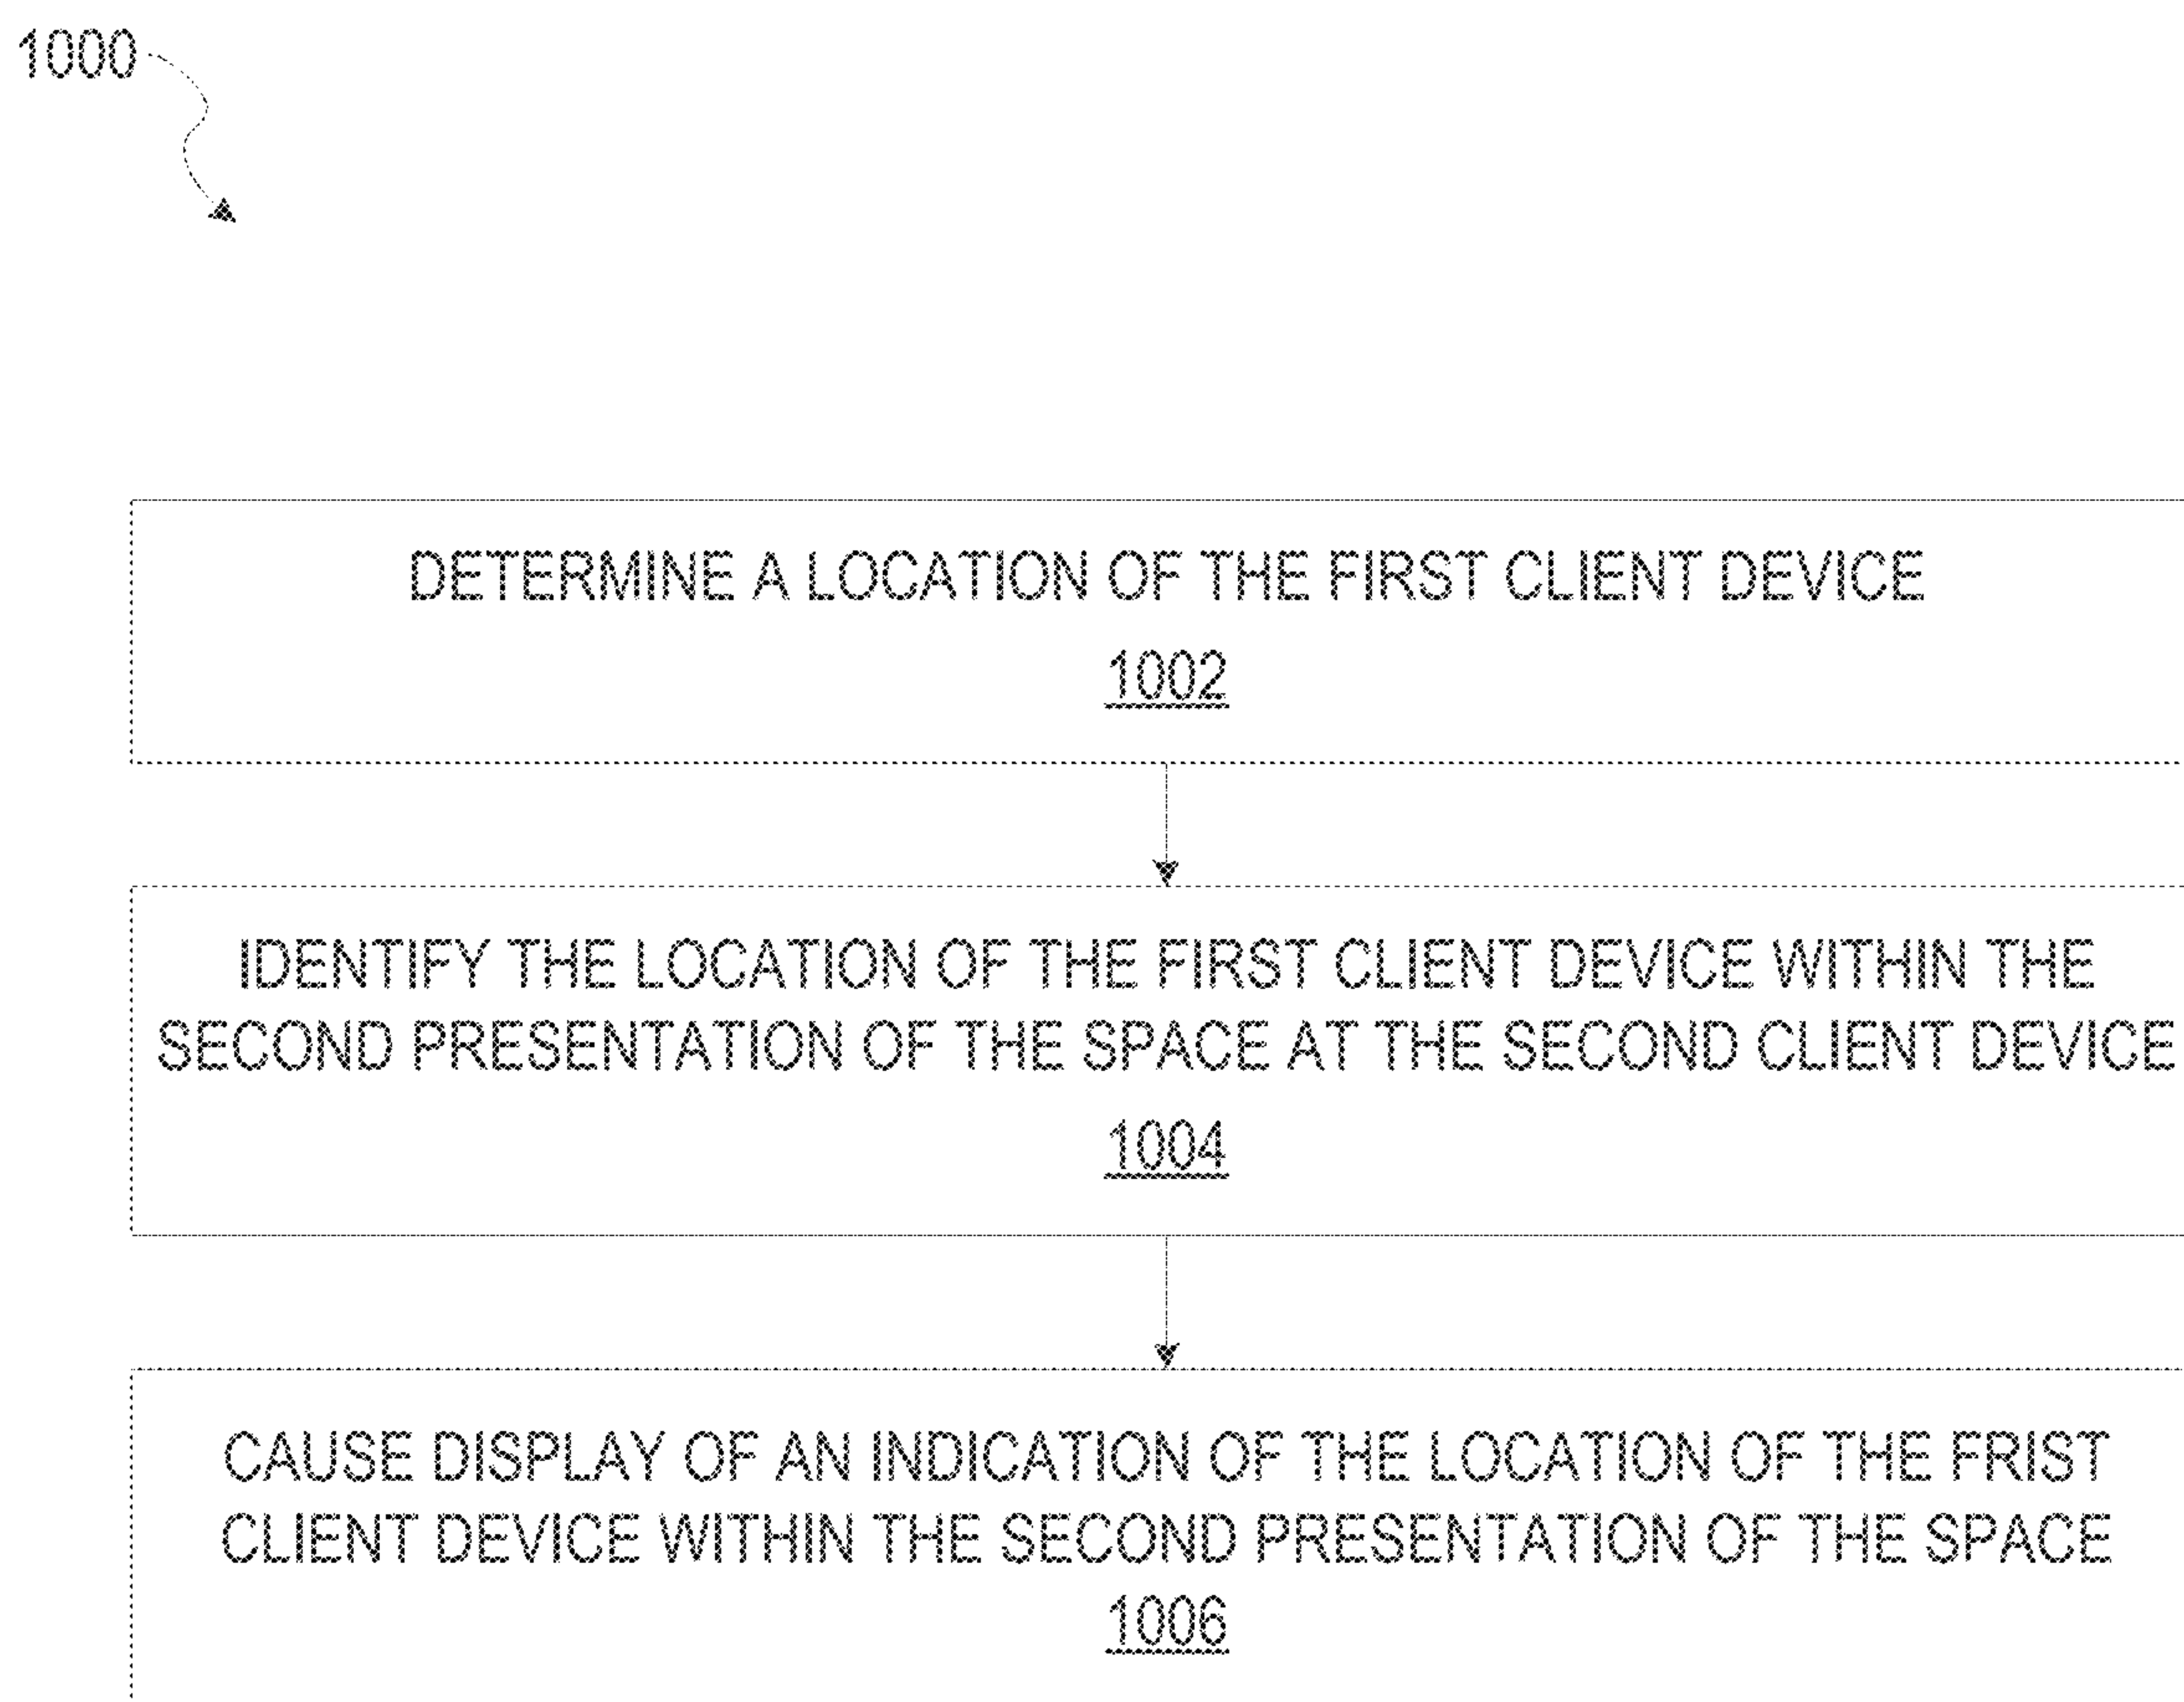 1000
DETERMINE A LOCATION OF THE FIRST CLIENT DEVICE
1002
IDENTIFY THE LOCATION OF THE FIRST CLIENT DEVICE WITHIN THE
SECOND PRESENTATION OF THE SPACE AT THE SECOND CLIENT DEVICE
1004
CAUSE DISPLAY OF AN INDICATION OF THE LOCATION OF THE FRIST
CLIENT DEVICE WITHIN THE SECOND PRESENTATION OF THE SPACE
1006